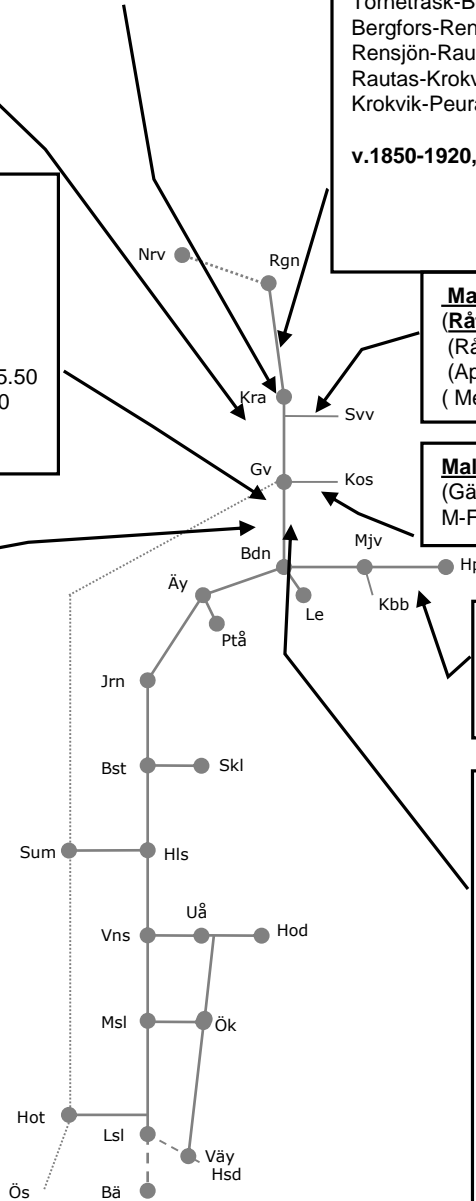 Bergfors-Ren
Rensjön-Rau
Rautas-Krokv
Krokvik-Peura
v.1850-1920,
Nrv
Rgn
Ma
(Rå
(Rå
(Ap
( Me
5.50
0
Kra
Svv
Gv
Kos
Mal
(Gä
M-F
Bdn
Mjv
Hp
Äy
Le
Kbb
Ptå
Jrn
Bst
Skl
Sum
Hls
Uå
Vns
Hod
Msl
Ök
Hot
Lsl
Väy
Hsd
Ös
Bä